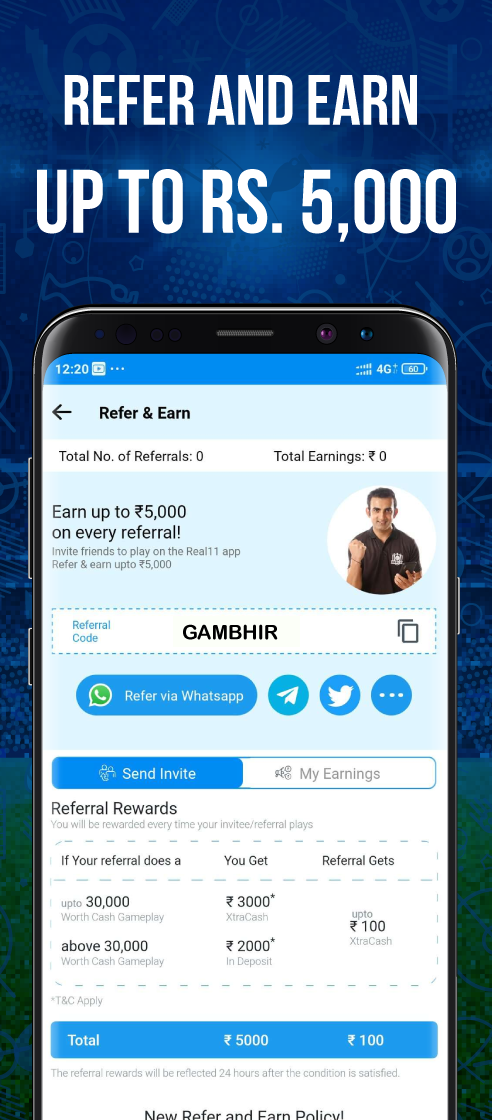 REFER AND EARN
UP TO RS. 5,000
12:20 4G 60
Refer & Earn
Total No. of Referrals: 0 Total Earnings: ₹ 0
Earn up to ₹5,000
on every referral!
Invite friends to play on the Real11 app
Refer & earn upto ₹5,000
Referral
Code
GAMBHIR
Refer via Whatsapp
Send Invite My Earnings
Referral Rewards
You will be rewarded every time your invitee/referral plays
If Your referral does a You Get Referral Gets
upto 30,000 ₹ 3000*
Worth Cash Gameplay XtraCash
upto
₹ 100
XtraCash
above 30,000 ₹ 2000*
Worth Cash Gameplay In Deposit
*T&C Apply
Total ₹ 5000 ₹ 100
The referral rewards will be reflected 24 hours after the condition is satisfied.
New Refer and Earn Policy!